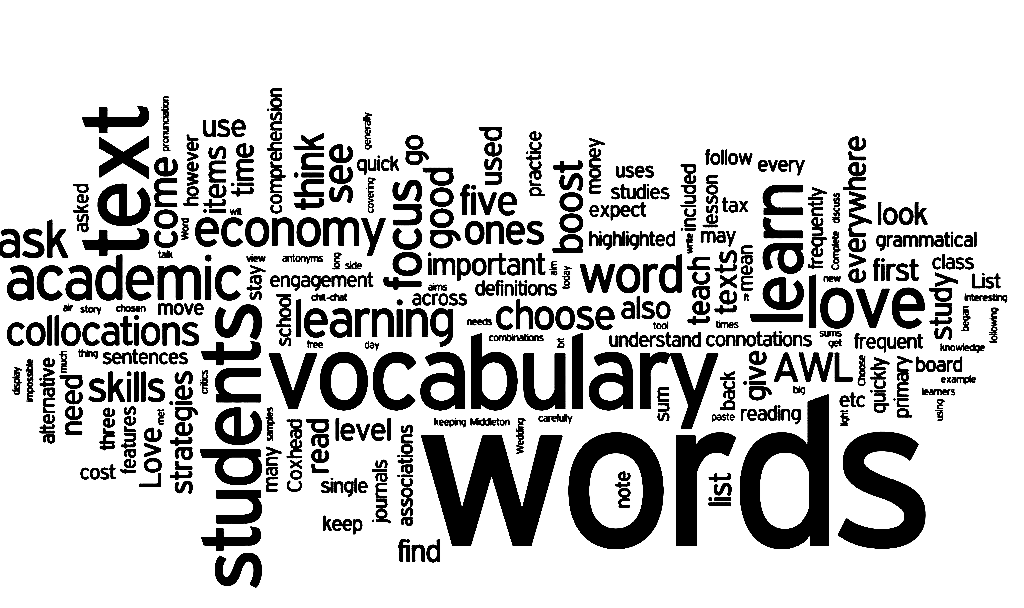 text
asked
pronunciation
come
however
use
items
time
comprehension
think
see
generally
quick
covering
go
good
used
practice
five
ones
boost
money
uses
studies
expect
highlighted
follow
every
included
lesson
tax
may
write
learn
frequently
discuss
Complete
everywhere
look
grammatical
ask
academic
talk
word
will
economy
view
antonyms
long
side
stay
engagement
focus
important
aims
aim
today
definitions
word
teach
texts
mean
new
first
class
List
interesting
collocations
air
story
chosen
move
school
chit-chat
learning
across
needs
choose
also
tool
times
love
study
began
following
display
impossible
much
thing
sentences
critics
students
free
day
combinations
bt
understand
connotations
sums
get
frequent
knowledge
alternative
need
skills
vocabulary
sum
back
give
AWL
Choose
quickly
primary
board
example
learners
using
three
features
Love
met
strategies
many
samples
Coxhead
read
level
keeping
Middleton
Wedding
carefully
paste
reading
big
light
etc
cost
single
journals
associations
words
note
list
keep
find